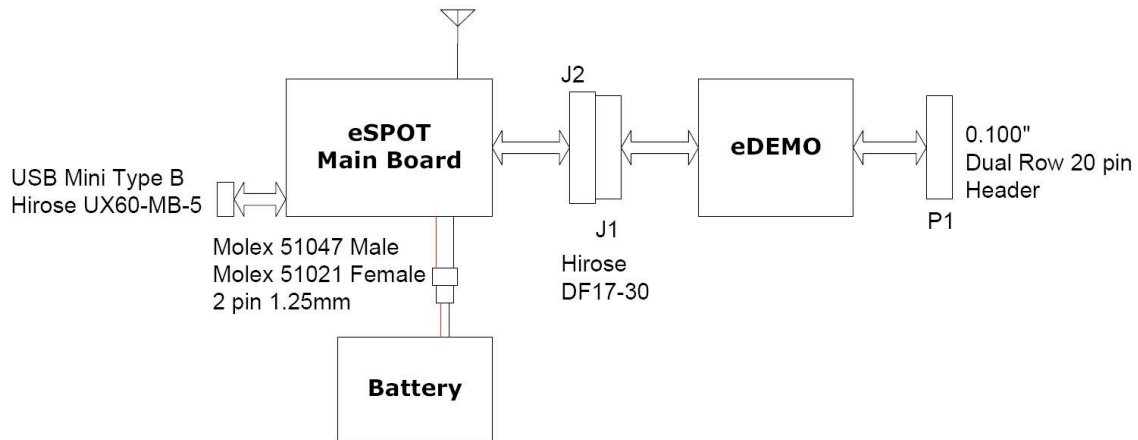 J2
eSPOT
Main Board
eDEMO
0.100"
Dual Row 20 pin
Header
USB Mini Type B
Hirose UX60-MB-5
P1
J1
Molex 51047 Male
Molex 51021 Female
2 pin 1.25mm
Hirose
DF17-30
Battery